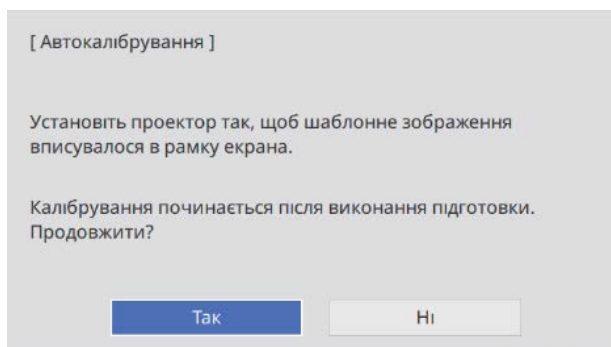 [ Автокалібрування ]
Установіть проектор так, щоб шаблонне зображення
вписувалося в рамку екрана.
Калібрування починається після виконання підготовки.
Продовжити?
Так
Ні